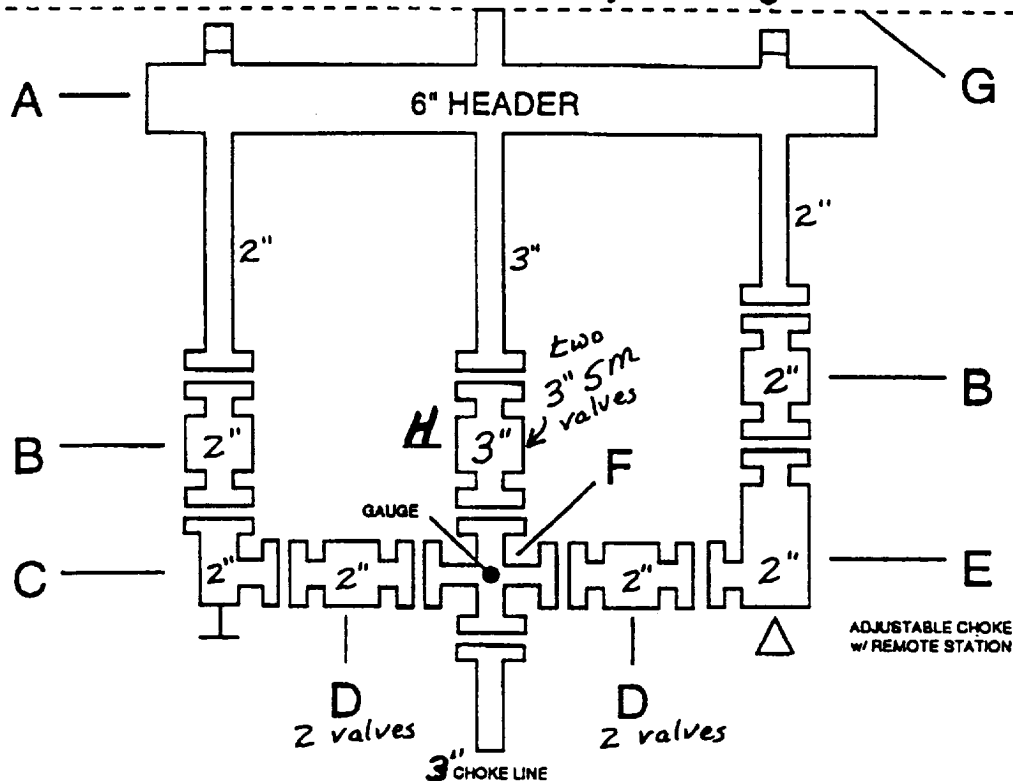 A
6" HEADER
G
2"
3"
2"
two
3" 5M
valves
B
2"
H
3"
2"
B
F
GAUGE
C
2"
2"
2"
2"
E
ADJUSTABLE CHOKE
w/ REMOTE STATION
D
2 valves
D
2 valves
3" CHOKE LINE